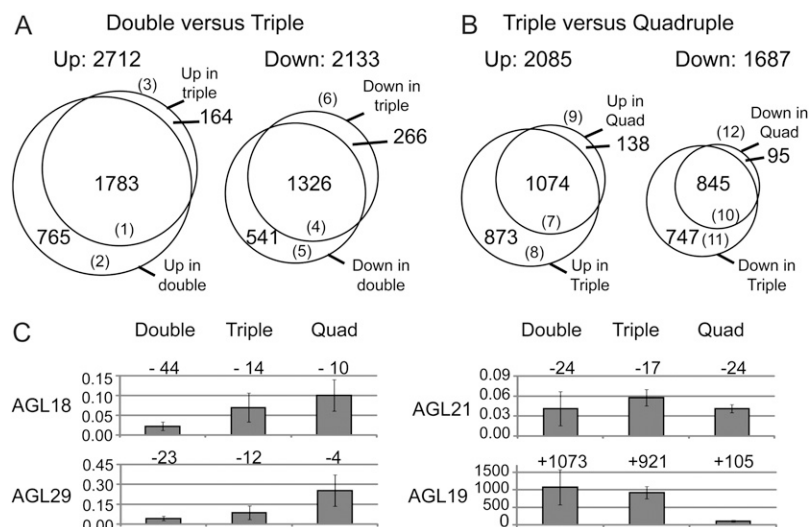 A Double versus Triple
Up: 2712 Down: 2133
(3) Up in triple
164
1783
(1)
765
(2)
Up in double
(6) Down in triple
266
1326
(4)
541
(5)
Down in double
B Triple versus Quadruple
Up: 2085 Down: 1687
(9) Up in Quad
138
1074
(7)
873
(8)
Up in Triple
(12) Down in Quad
95
845
(10)
747 (11)
Down in Triple
C
Double Triple Quad
AGL18
- 44 - 14 - 10
0.15
0.10
0.05
0.00
AGL29
-23 -12 -4
0.45
0.30
0.15
0.00
Double Triple Quad
AGL21
-24 -17 -24
0.09
0.06
0.03
0.00
AGL19
+1073 +921 +105
1500
1000
500
0